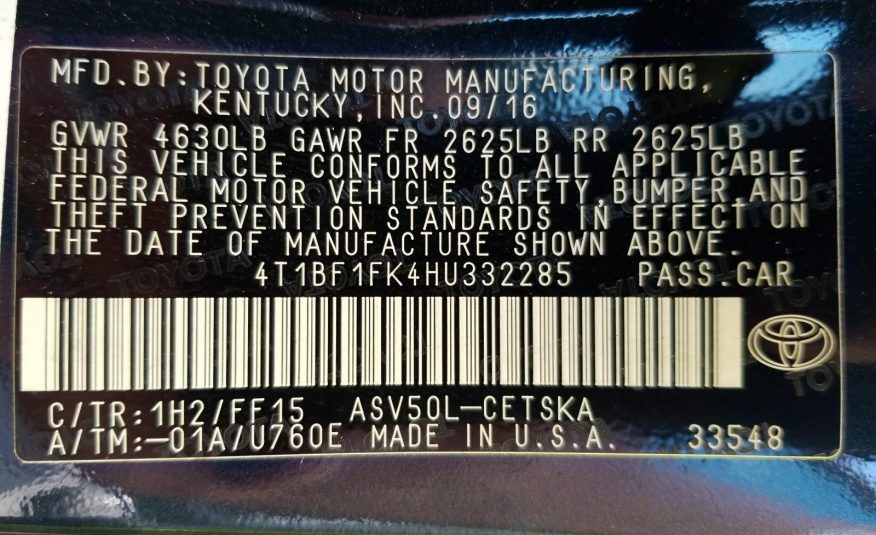 MFD.BY:TOYOTA MOTOR MANUFACTURING,
KENTUCKY,INC.09/16
GVWR 4630LB GAWR FR 2625LB RR 2625LB
THIS VEHICLE CONFORMS TO ALL APPLICABLE
FEDERAL MOTOR VEHICLE SAFETY,BUMPER,AND
THEFT PREVENTION STANDARDS IN EFFECT ON
THE DATE OF MANUFACTURE SHOWN ABOVE.
4T1BF1FK4HU332285 PASS.CAR
C/TR:1H2/FF15 ASV50L-CETSKA
A/TM:-01A/U760E MADE IN U.S.A. 33548